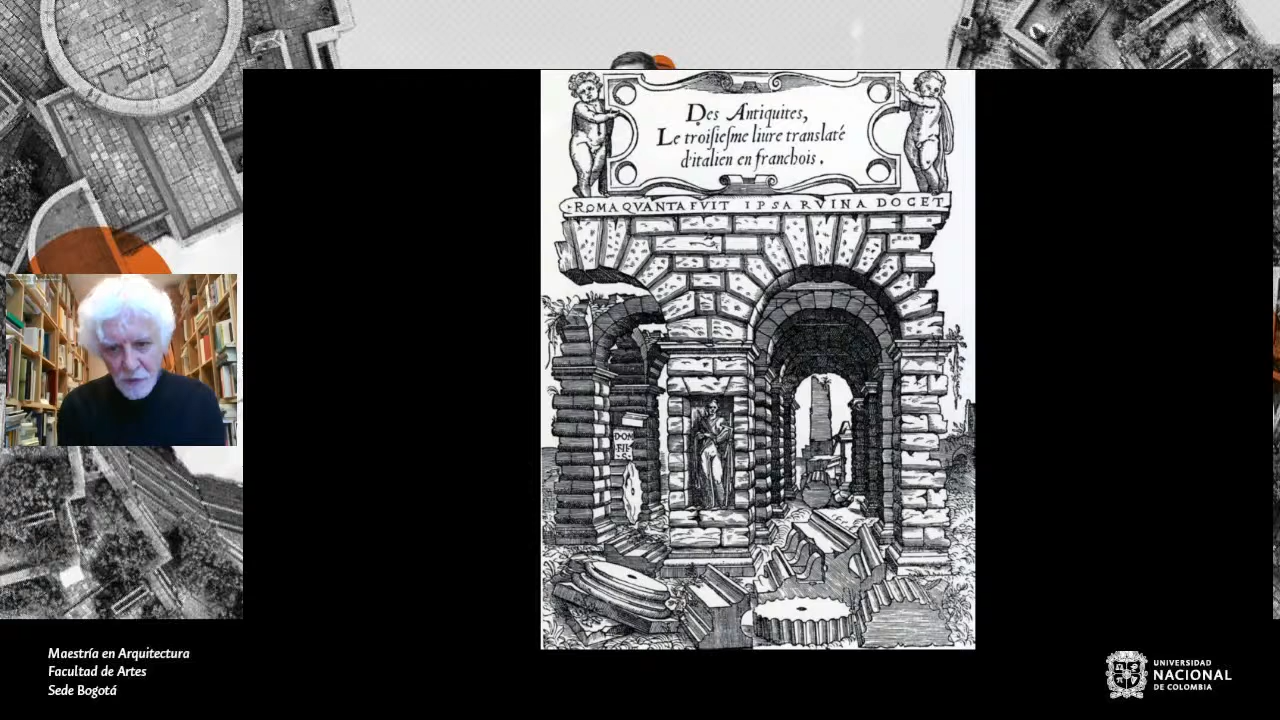 Des Antiquites,
Le troisiesme liure translaté
d'italien en franchois.
ROMA QVANTA FVIT IPSA RVINA DOCET
DON
Maestría en Arquitectura
Facultad de Artes
Sede Bogotá
UNIVERSIDAD
NACIONAL
DE COLOMBIA